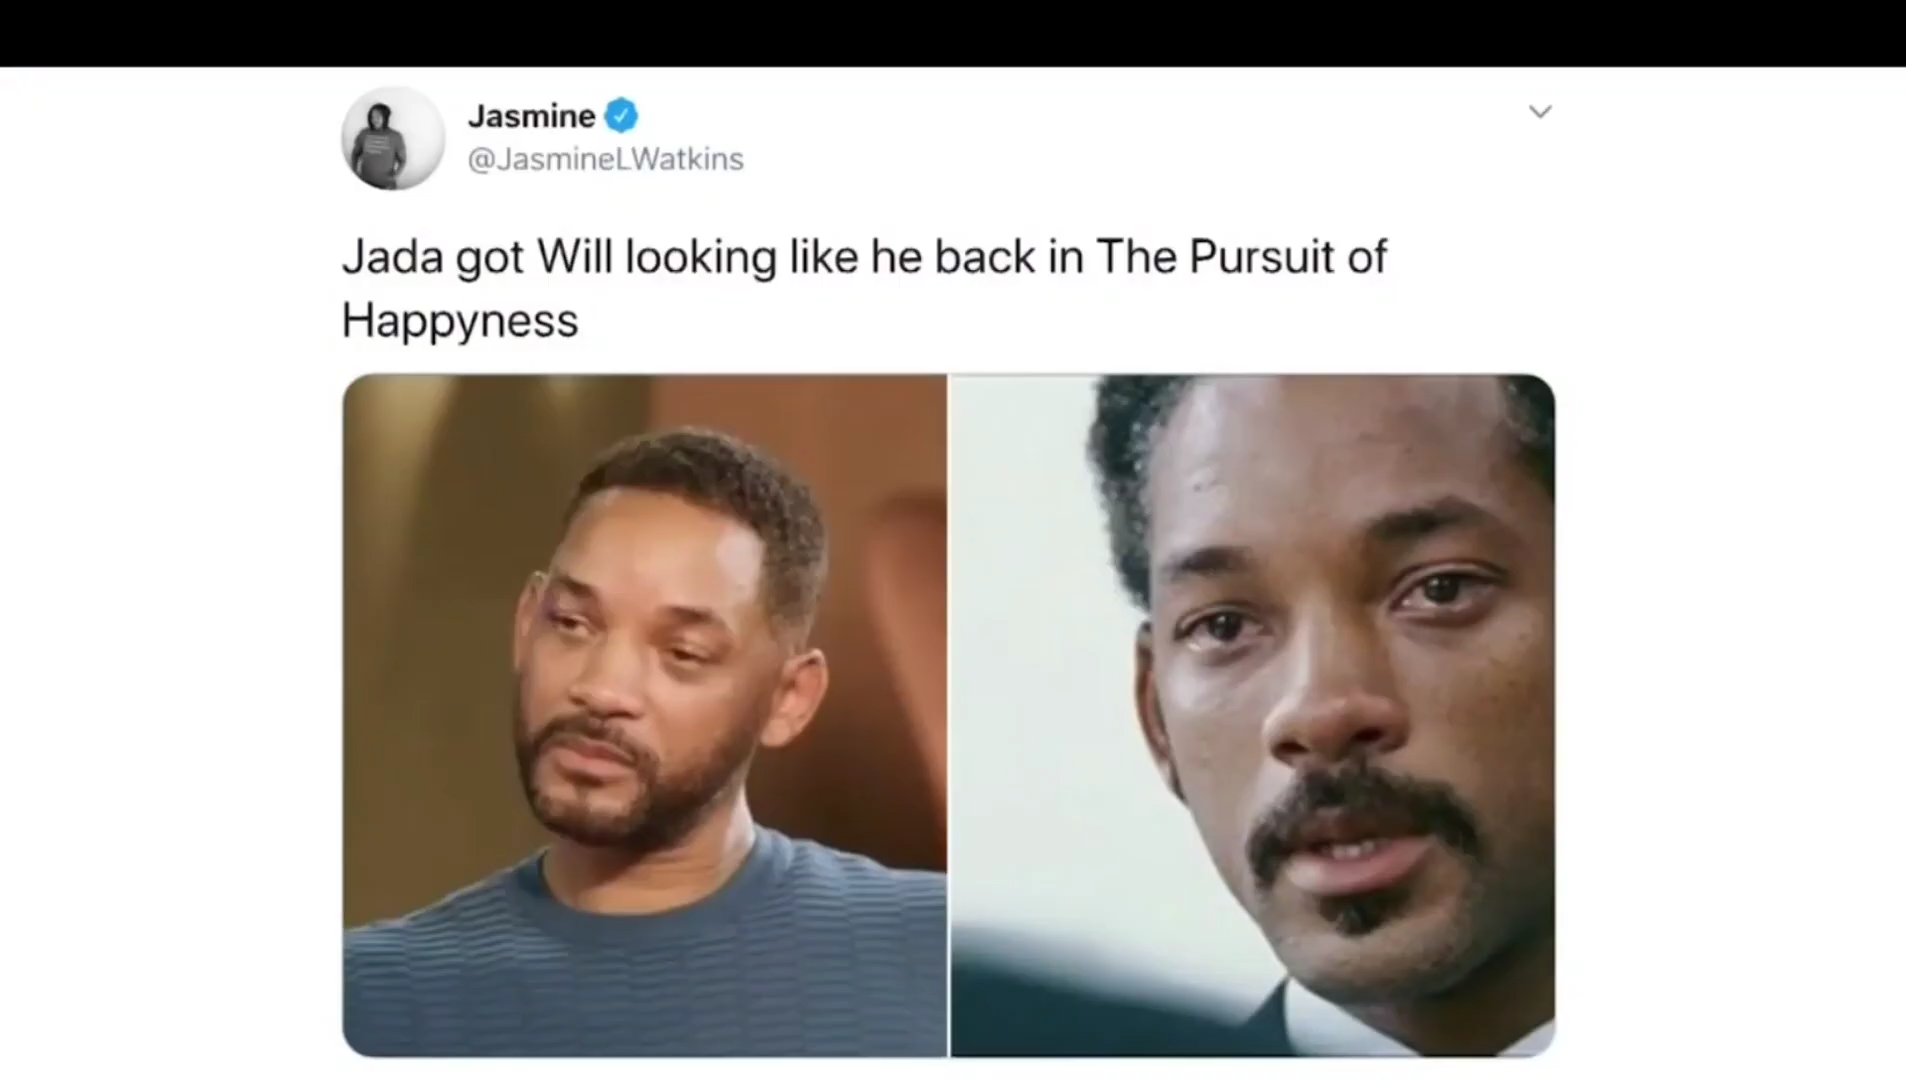 Jasmine
@JasmineLWatkins
Jada got Will looking like he back in The Pursuit of
Happyness